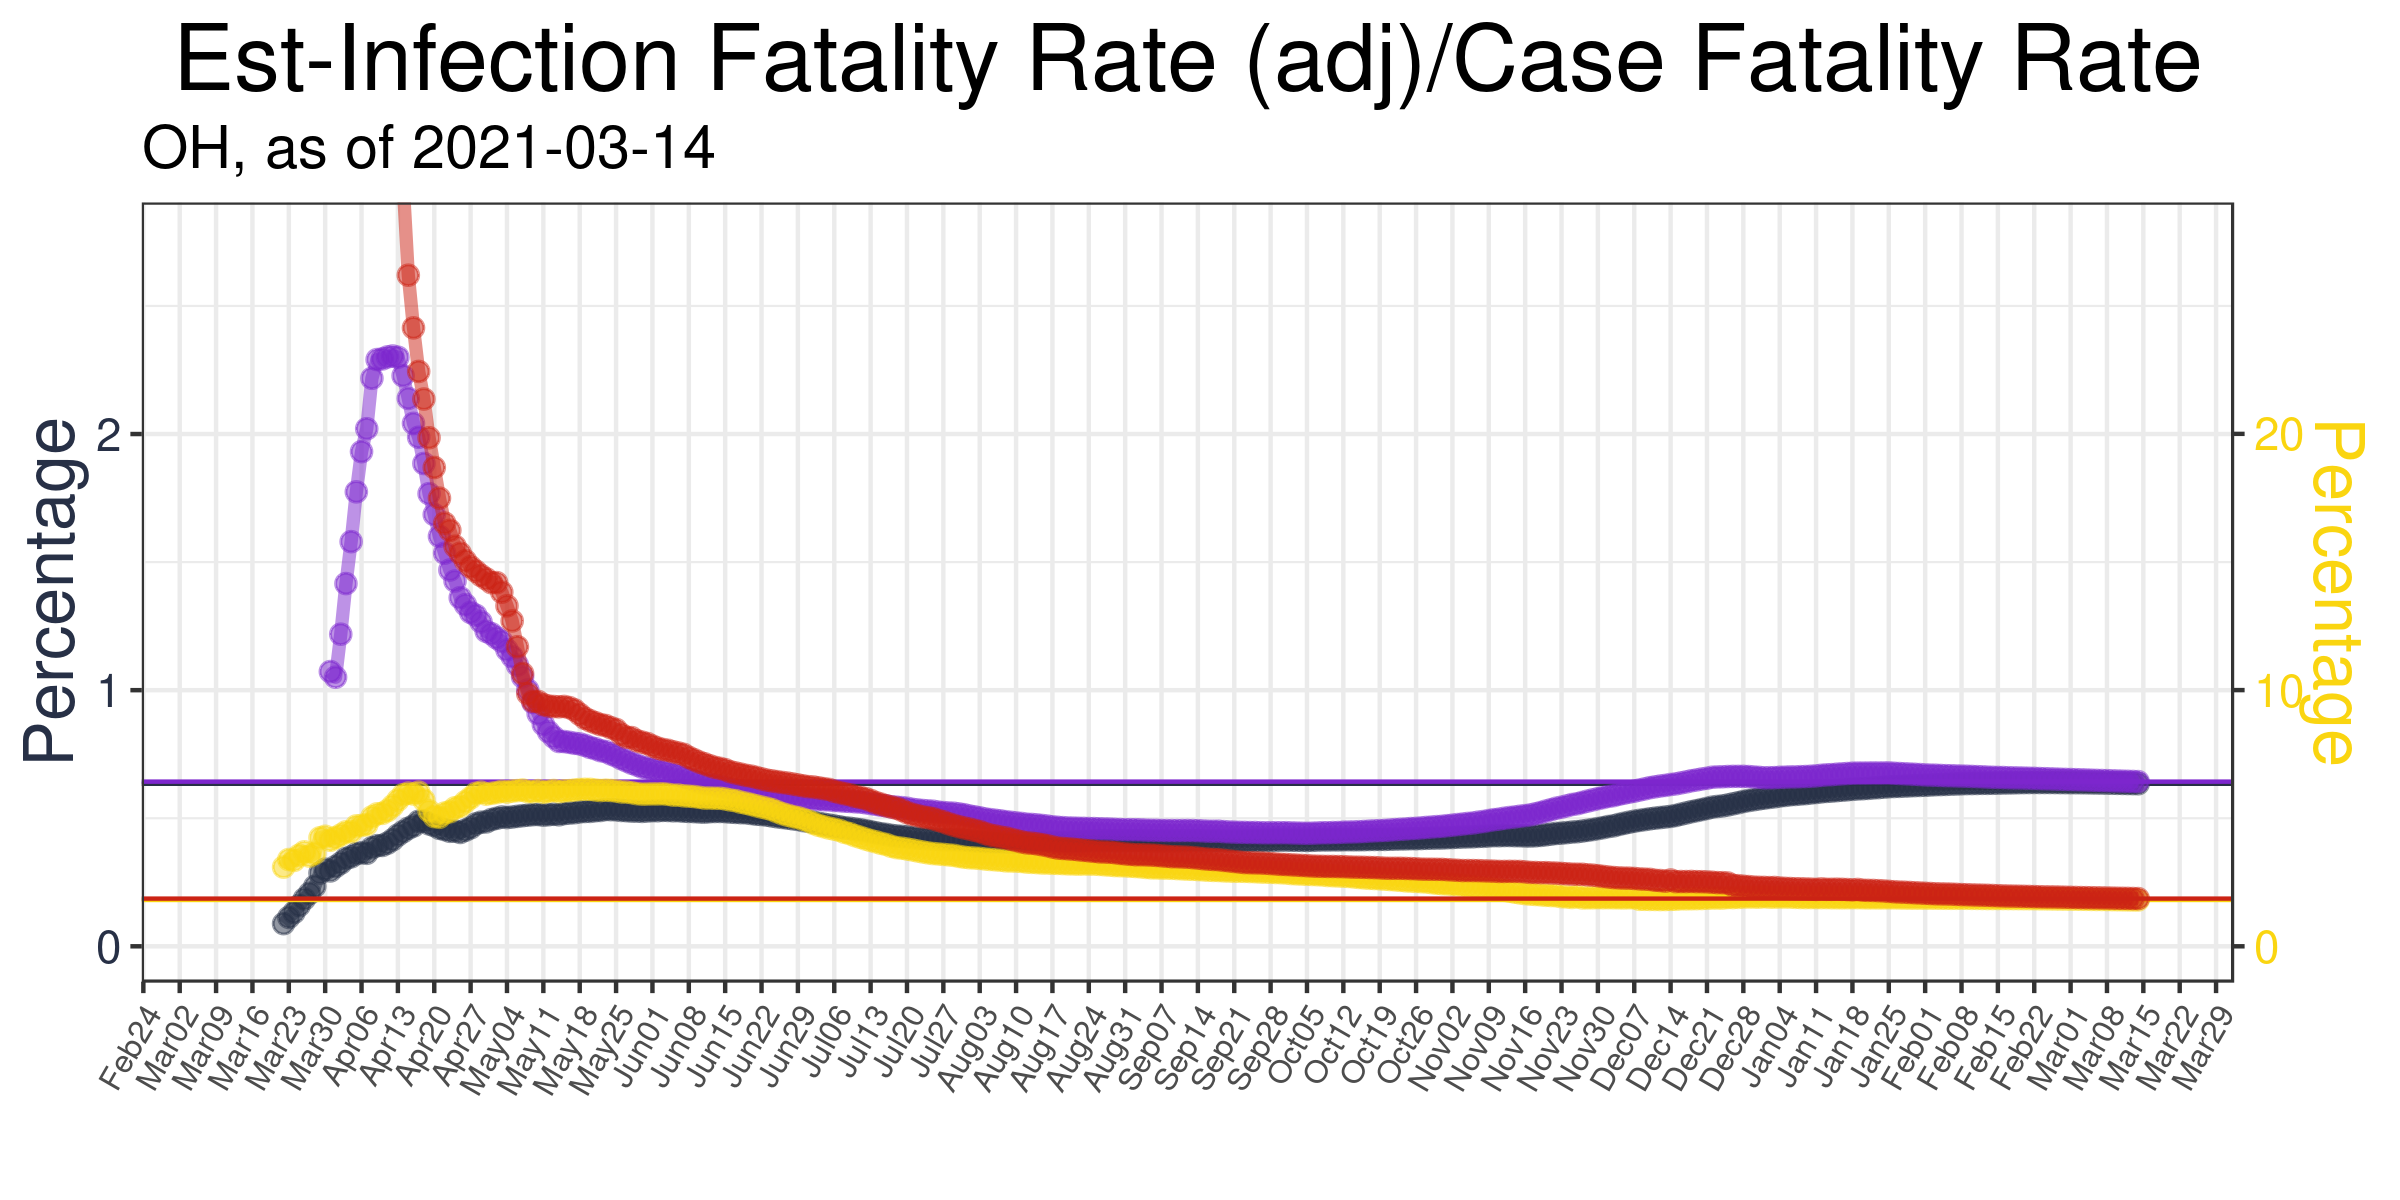 Est-Infection Fatality Rate (adj)/Case Fatality Rate
OH, as of 2021-03-14
Percentage
2
1
0
20
10
0
Percentage
Feb24
Mar02
Mar09
Mar16
Mar23
Mar30
Apr06
Apr13
Apr20
Apr27
May04
May11
May18
May25
Jun01
Jun08
Jun15
Jun22
Jun29
Jul06
Jul13
Jul20
Jul27
Aug03
Aug10
Aug17
Aug24
Aug31
Sep07
Sep14
Sep21
Sep28
Oct05
Oct12
Oct19
Oct26
Nov02
Nov09
Nov16
Nov23
Nov30
Dec07
Dec14
Dec21
Dec28
Jan04
Jan11
Jan18
Jan25
Feb01
Feb08
Feb15
Feb22
Mar01
Mar08
Mar15
Mar22
Mar29